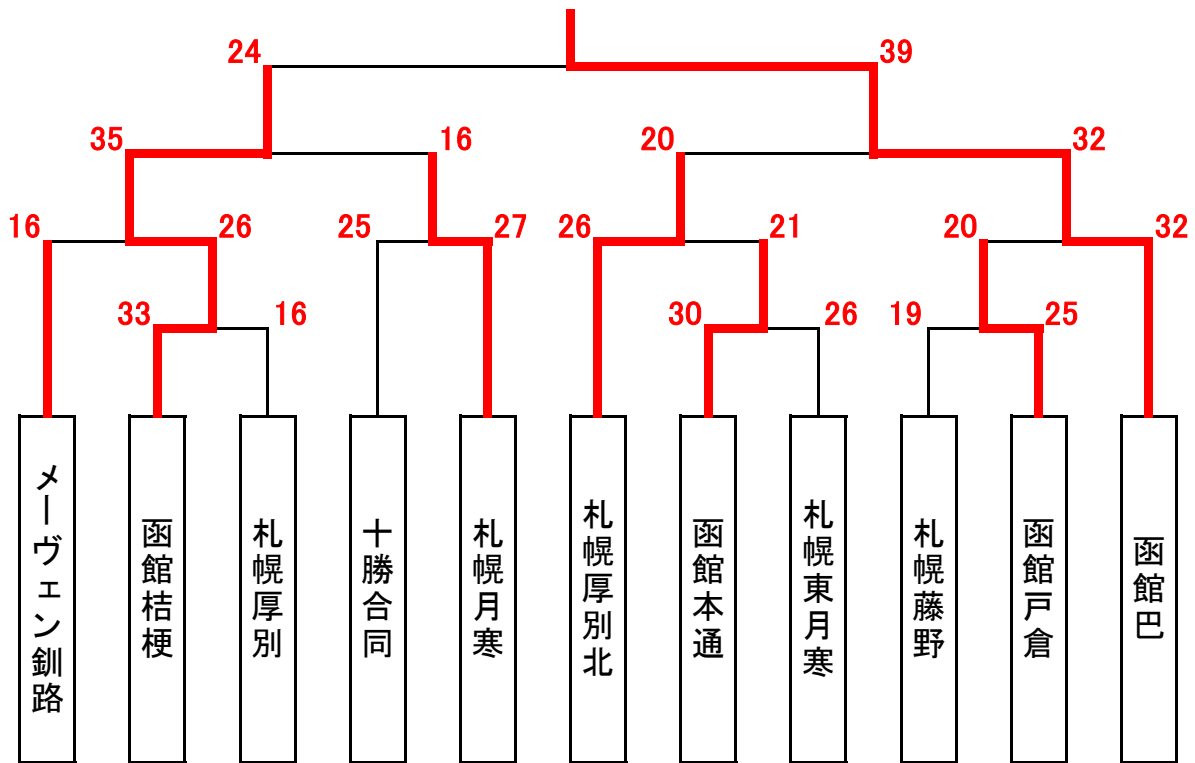 24 39
35 16 20 32
16 26 25 27 26 21 20 32
33 16 30 26 19 25
メーヴェン釧路
函館桔梗
札幌厚別
十勝合同
札幌月寒
札幌厚別北
函館本通
札幌東月寒
札幌藤野
函館戸倉
函館巴